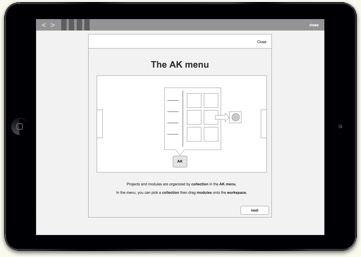 < >
close
Close
The AK menu
AK
Projects and modules are organized by collection in the AK menu.
In the menu, you can pick a collection then drag modules onto the workspace.
next